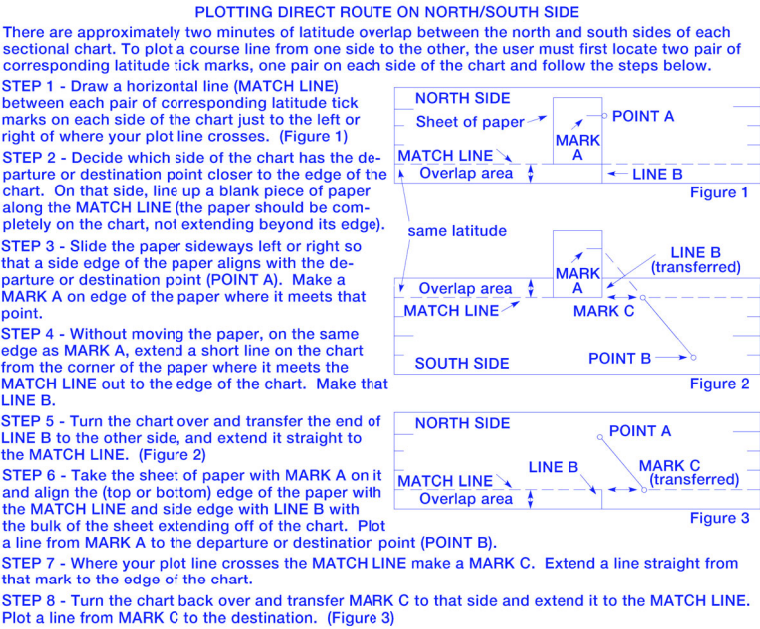 PLOTTING DIRECT ROUTE ON NORTH/SOUTH SIDE
There are approximately two minutes of latitude overlap between the north and south sides of each
sectional chart. To plot a course line from one side to the other, the user must first locate two pair of
corresponding latitude tick marks, one pair on each side of the chart and follow the steps below.
STEP 1 - Draw a horizontal line (MATCH LINE)
between each pair of corresponding latitude tick
marks on each side of the chart just to the left or
right of where your plot line crosses. (Figure 1)
STEP 2 - Decide which side of the chart has the de-
parture or destination point closer to the edge of the
chart. On that side, line up a blank piece of paper
along the MATCH LINE (the paper should be com-
pletely on the chart, not extending beyond its edge).
STEP 3 - Slide the paper sideways left or right so
that a side edge of the paper aligns with the de-
parture or destination point (POINT A). Make a
MARK A on edge of the paper where it meets that
point.
STEP 4 - Without moving the paper, on the same
edge as MARK A, extend a short line on the chart
from the corner of the paper where it meets the
MATCH LINE out to the edge of the chart. Make that
LINE B.
STEP 5 - Turn the chart over and transfer the end of
LINE B to the other side, and extend it straight to
the MATCH LINE. (Figure 2)
STEP 6 - Take the sheet of paper with MARK A on it
and align the (top or bottom) edge of the paper with
the MATCH LINE and side edge with LINE B with
the bulk of the sheet extending off of the chart. Plot
a line from MARK A to the departure or destination point (POINT B).
STEP 7 - Where your plot line crosses the MATCH LINE make a MARK C. Extend a line straight from
that mark to the edge of the chart.
STEP 8 - Turn the chart back over and transfer MARK C to that side and extend it to the MATCH LINE.
Plot a line from MARK C to the destination. (Figure 3)
NORTH SIDE
Sheet of paper
POINT A
MARK
A
MATCH LINE
Overlap area
LINE B
Figure 1
same latitude
LINE B
(transferred)
MARK
A
Overlap area
MATCH LINE
MARK C
POINT B
SOUTH SIDE
Figure 2
NORTH SIDE
POINT A
LINE B
MARK C
(transferred)
MATCH LINE
Overlap area
Figure 3